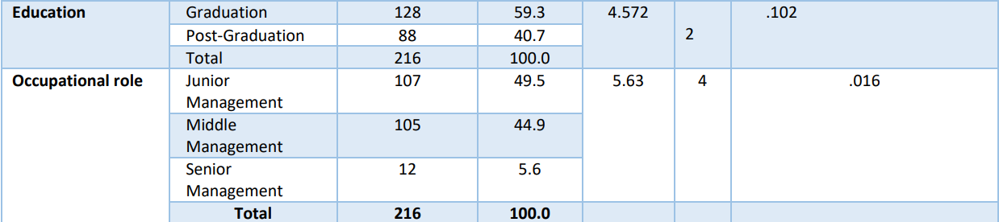 Education Graduation 128 59.3 4.572 2 .102
Post-Graduation 88 40.7
Total 216 100.0
Occupational role Junior Management 107 49.5 5.63 4 .016
Middle Management 105 44.9
Senior Management 12 5.6
Total 216 100.0